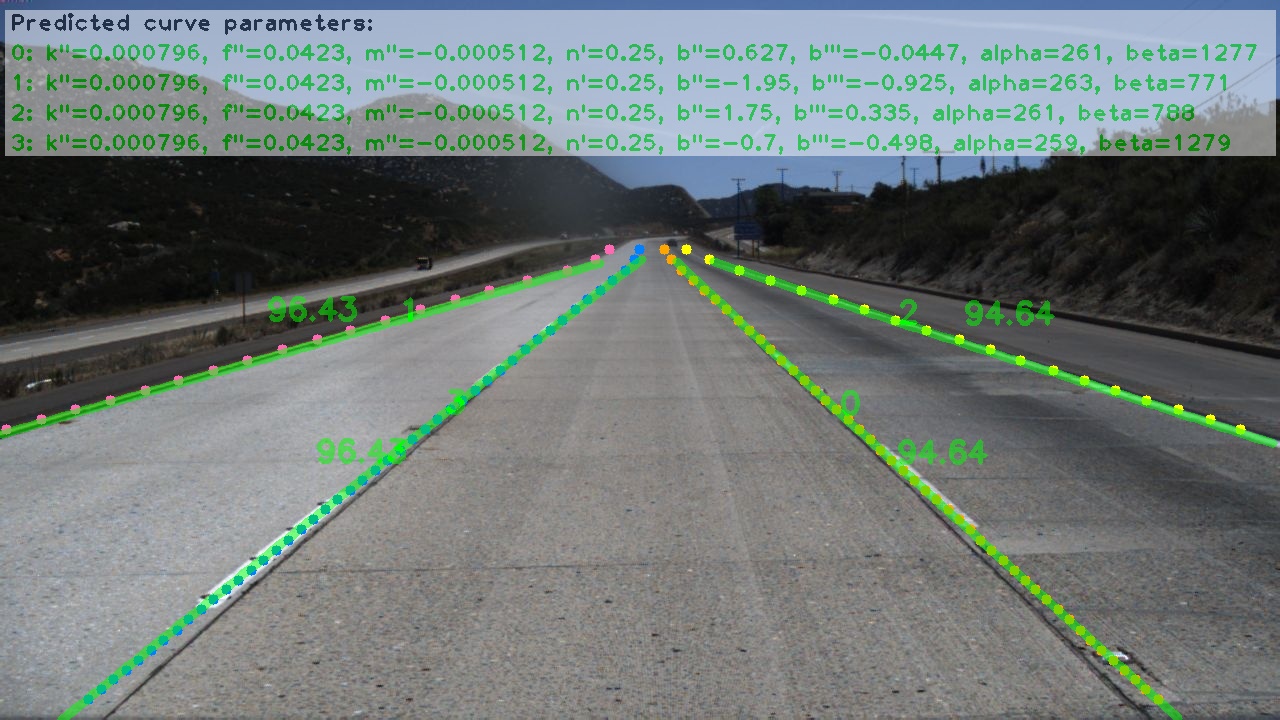 Predicted curve parameters:
0: k''=0.000796, f''=0.0423, m''=-0.000512, n'=0.25, b''=0.627, b'''=-0.0447, alpha=261, beta=1277
1: k''=0.000796, f''=0.0423, m''=-0.000512, n'=0.25, b''=-1.95, b'''=-0.925, alpha=263, beta=771
2: k''=0.000796, f''=0.0423, m''=-0.000512, n'=0.25, b''=1.75, b'''=0.335, alpha=261, beta=788
3: k''=0.000796, f''=0.0423, m''=-0.000512, n'=0.25, b''=-0.7, b'''=-0.498, alpha=259, beta=1279
96.43 1 2 94.64
3 0
96.43 94.64